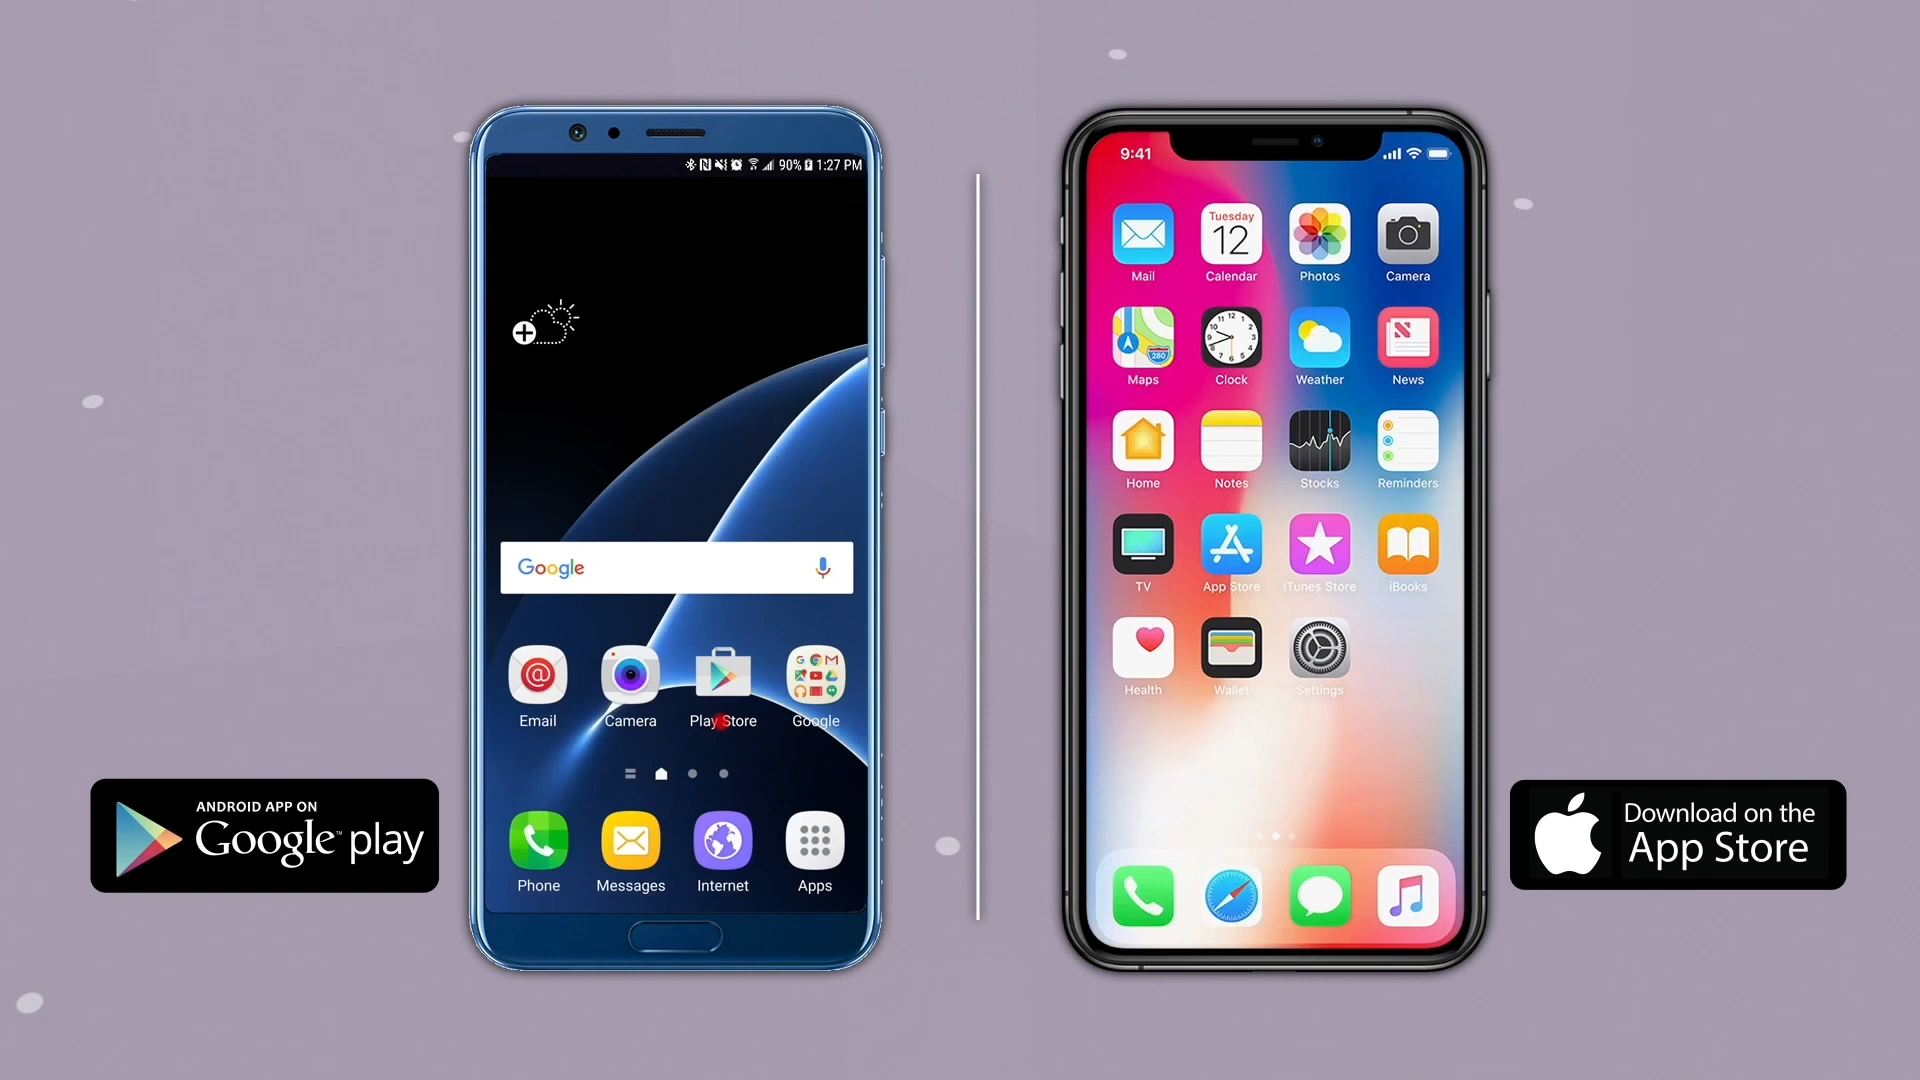 90% 1:27 PM
Google
Email Camera Play Store Google
Phone Messages Internet Apps
ANDROID APP ON
Google™ play
9:41
Tuesday
12
Mail Calendar Photos Camera
280
Maps Clock Weather News
Home Notes Stocks Reminders
TV App Store iTunes Store iBooks
Health Wallet Settings
Download on the
App Store